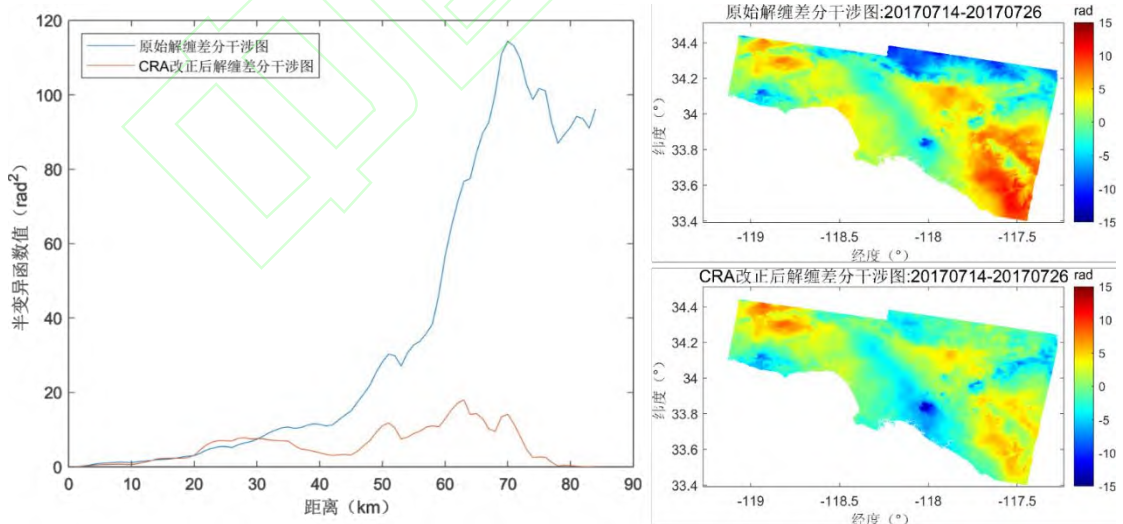 120
100
80
60
40
20
0
半变异函数值（rad²）
原始解缠差分干涉图
CRA改正后解缠差分干涉图
0 10 20 30 40 50 60 70 80 90
距离（km）
原始解缠差分干涉图:20170714-20170726 rad
34.4
34.2
34
33.8
33.6
33.4
纬度（°）
-119 -118.5 -118 -117.5
经度（°）
15
10
5
0
-5
-10
-15
CRA改正后解缠差分干涉图:20170714-20170726 rad
34.4
34.2
34
33.8
33.6
33.4
纬度（°）
-119 -118.5 -118 -117.5
经度（°）
15
10
5
0
-5
-10
-15